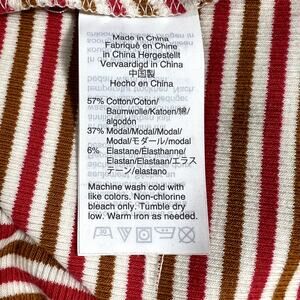 Made in China
Fabriqué en Chine
in China Hergestellt
Vervaardigd in China
中国製
Hecho en China
57% Cotton/Coton/
Baumwolle/Katoen/綿/
algodón
37% Modal/Modal/Modal/
Modal/モダール/modal
6% Elastane/Élasthanne/
Elastan/Elastaan/エラス
テーン/elastano
Machine wash cold with
like colors. Non-chlorine
bleach only. Tumble dry
low. Warm iron as needed.